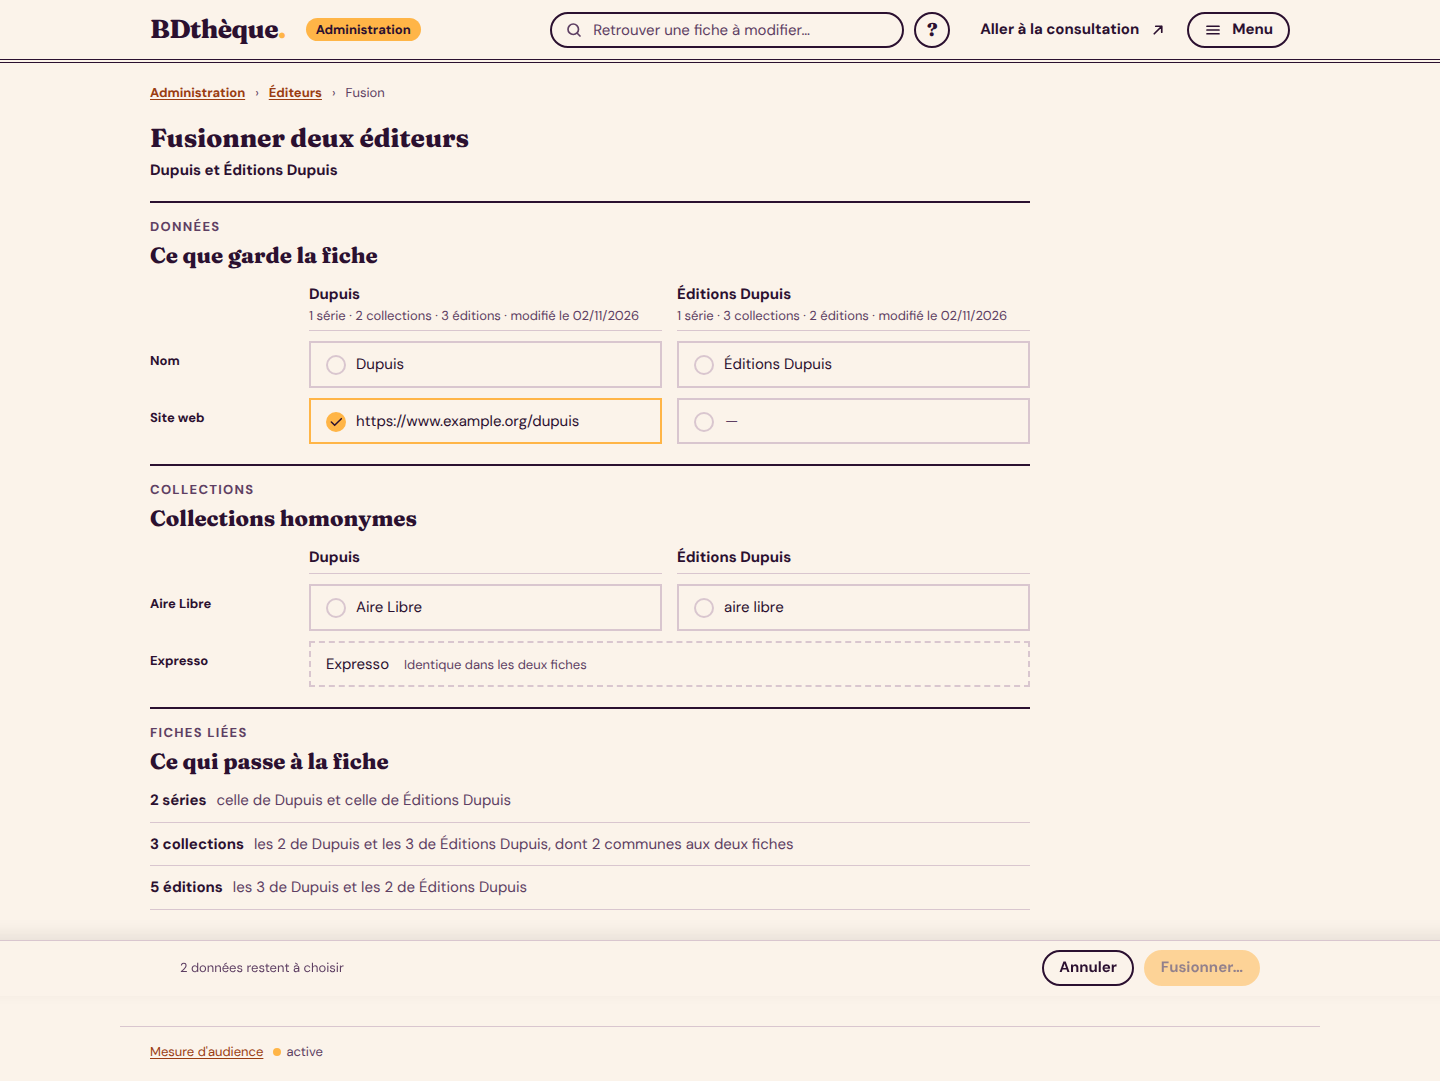 BDthèque.
Administration
Retrouver une fiche à modifier...
?
Aller à la consultation
Menu
Administration › Éditeurs › Fusion
Fusionner deux éditeurs
Dupuis et Éditions Dupuis
DONNÉES
Ce que garde la fiche
Dupuis
Éditions Dupuis
1 série · 2 collections · 3 éditions · modifié le 02/11/2026
1 série · 3 collections · 2 éditions · modifié le 02/11/2026
Nom
Dupuis
Éditions Dupuis
Site web
https://www.example.org/dupuis
—
COLLECTIONS
Collections homonymes
Dupuis
Éditions Dupuis
Aire Libre
Aire Libre
aire libre
Expresso
Expresso Identique dans les deux fiches
FICHES LIÉES
Ce qui passe à la fiche
2 séries celle de Dupuis et celle de Éditions Dupuis
3 collections les 2 de Dupuis et les 3 de Éditions Dupuis, dont 2 communes aux deux fiches
5 éditions les 3 de Dupuis et les 2 de Éditions Dupuis
2 données restent à choisir
Annuler
Fusionner...
Mesure d'audience active